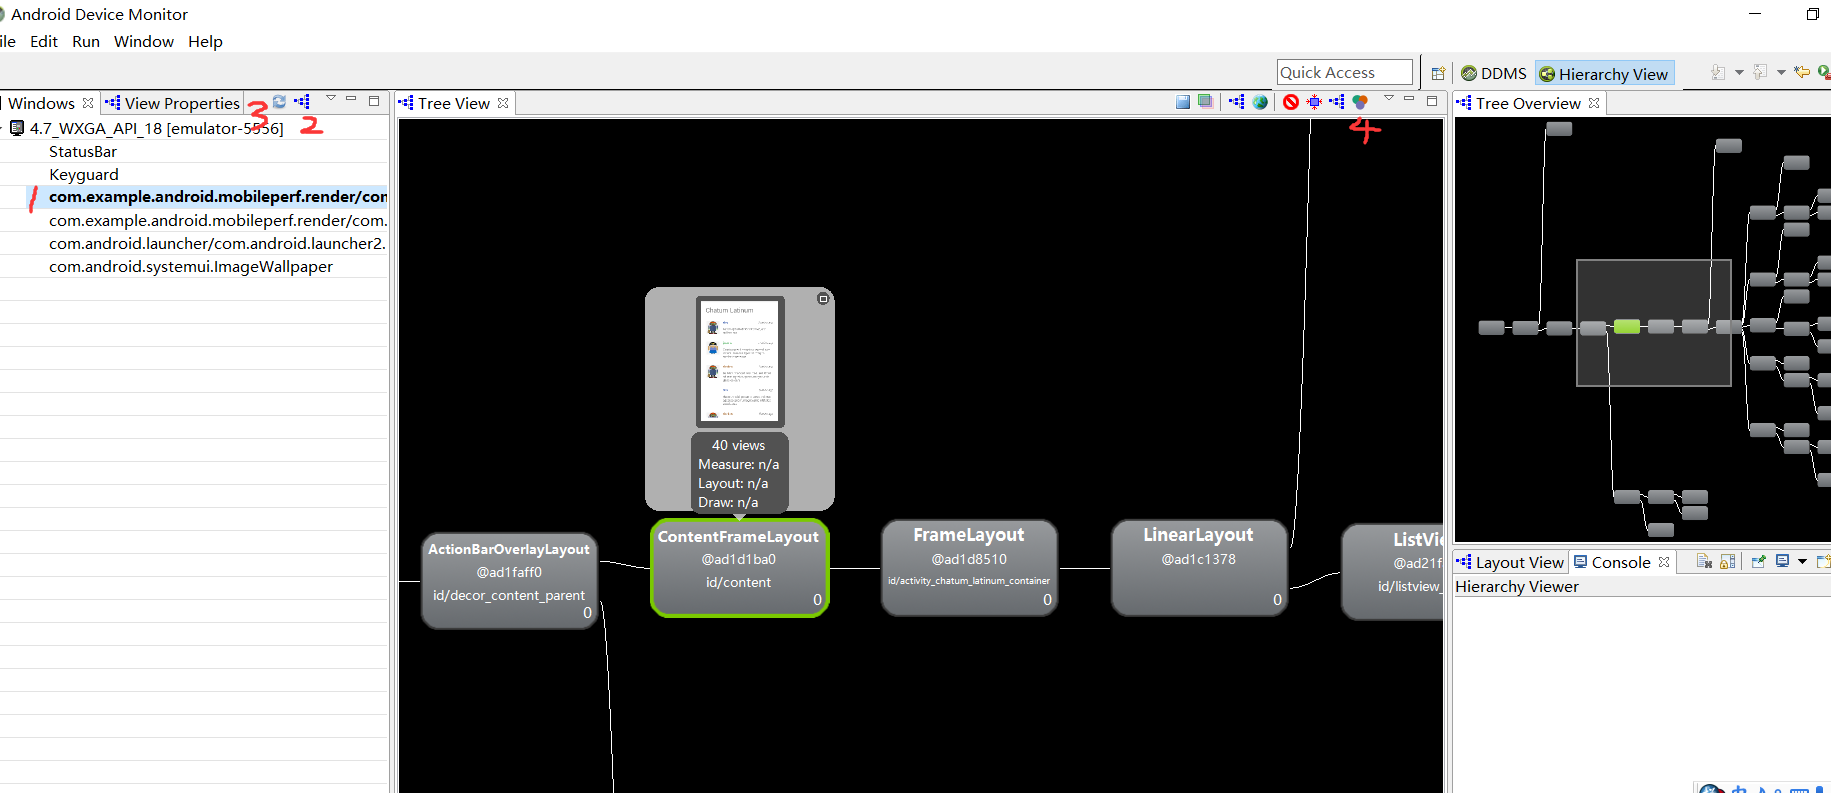 Android Device Monitor
ile Edit Run Window Help
Quick Access
DDMS
Hierarchy View
Windows
View Properties
3
2
4.7_WXGA_API_18 [emulator-5556]
StatusBar
Keyguard
1
com.example.android.mobileperf.render/con
com.example.android.mobileperf.render/com.
com.android.launcher/com.android.launcher2.
com.android.systemui.ImageWallpaper
Tree View
4
Chatum Latinum
40 views
Measure: n/a
Layout: n/a
Draw: n/a
ActionBarOverlayLayout
@ad1faff0
id/decor_content_parent
0
ContentFrameLayout
@ad1d1ba0
id/content
0
FrameLayout
@ad1d8510
id/activity_chatum_latinum_container
0
LinearLayout
@ad1c1378
0
ListVie
@ad21f
id/listview_
Tree Overview
Layout View
Console
Hierarchy Viewer
中